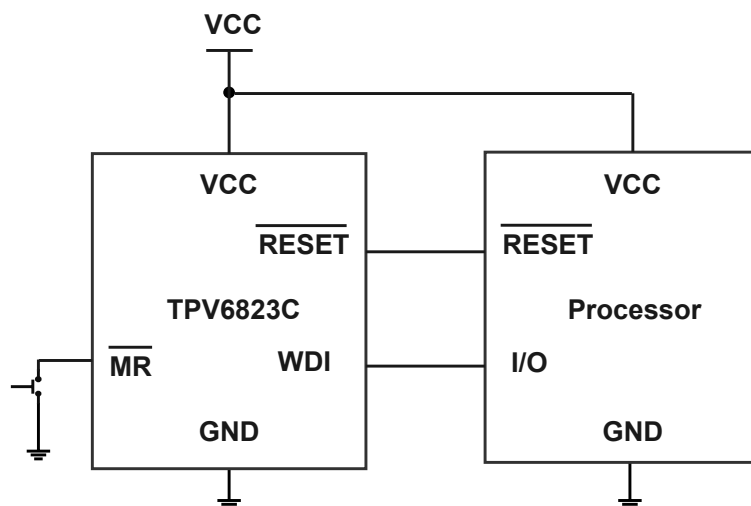 VCC
VCC
VCC
RESET
RESET
TPV6823C
Processor
MR
WDI
I/O
GND
GND